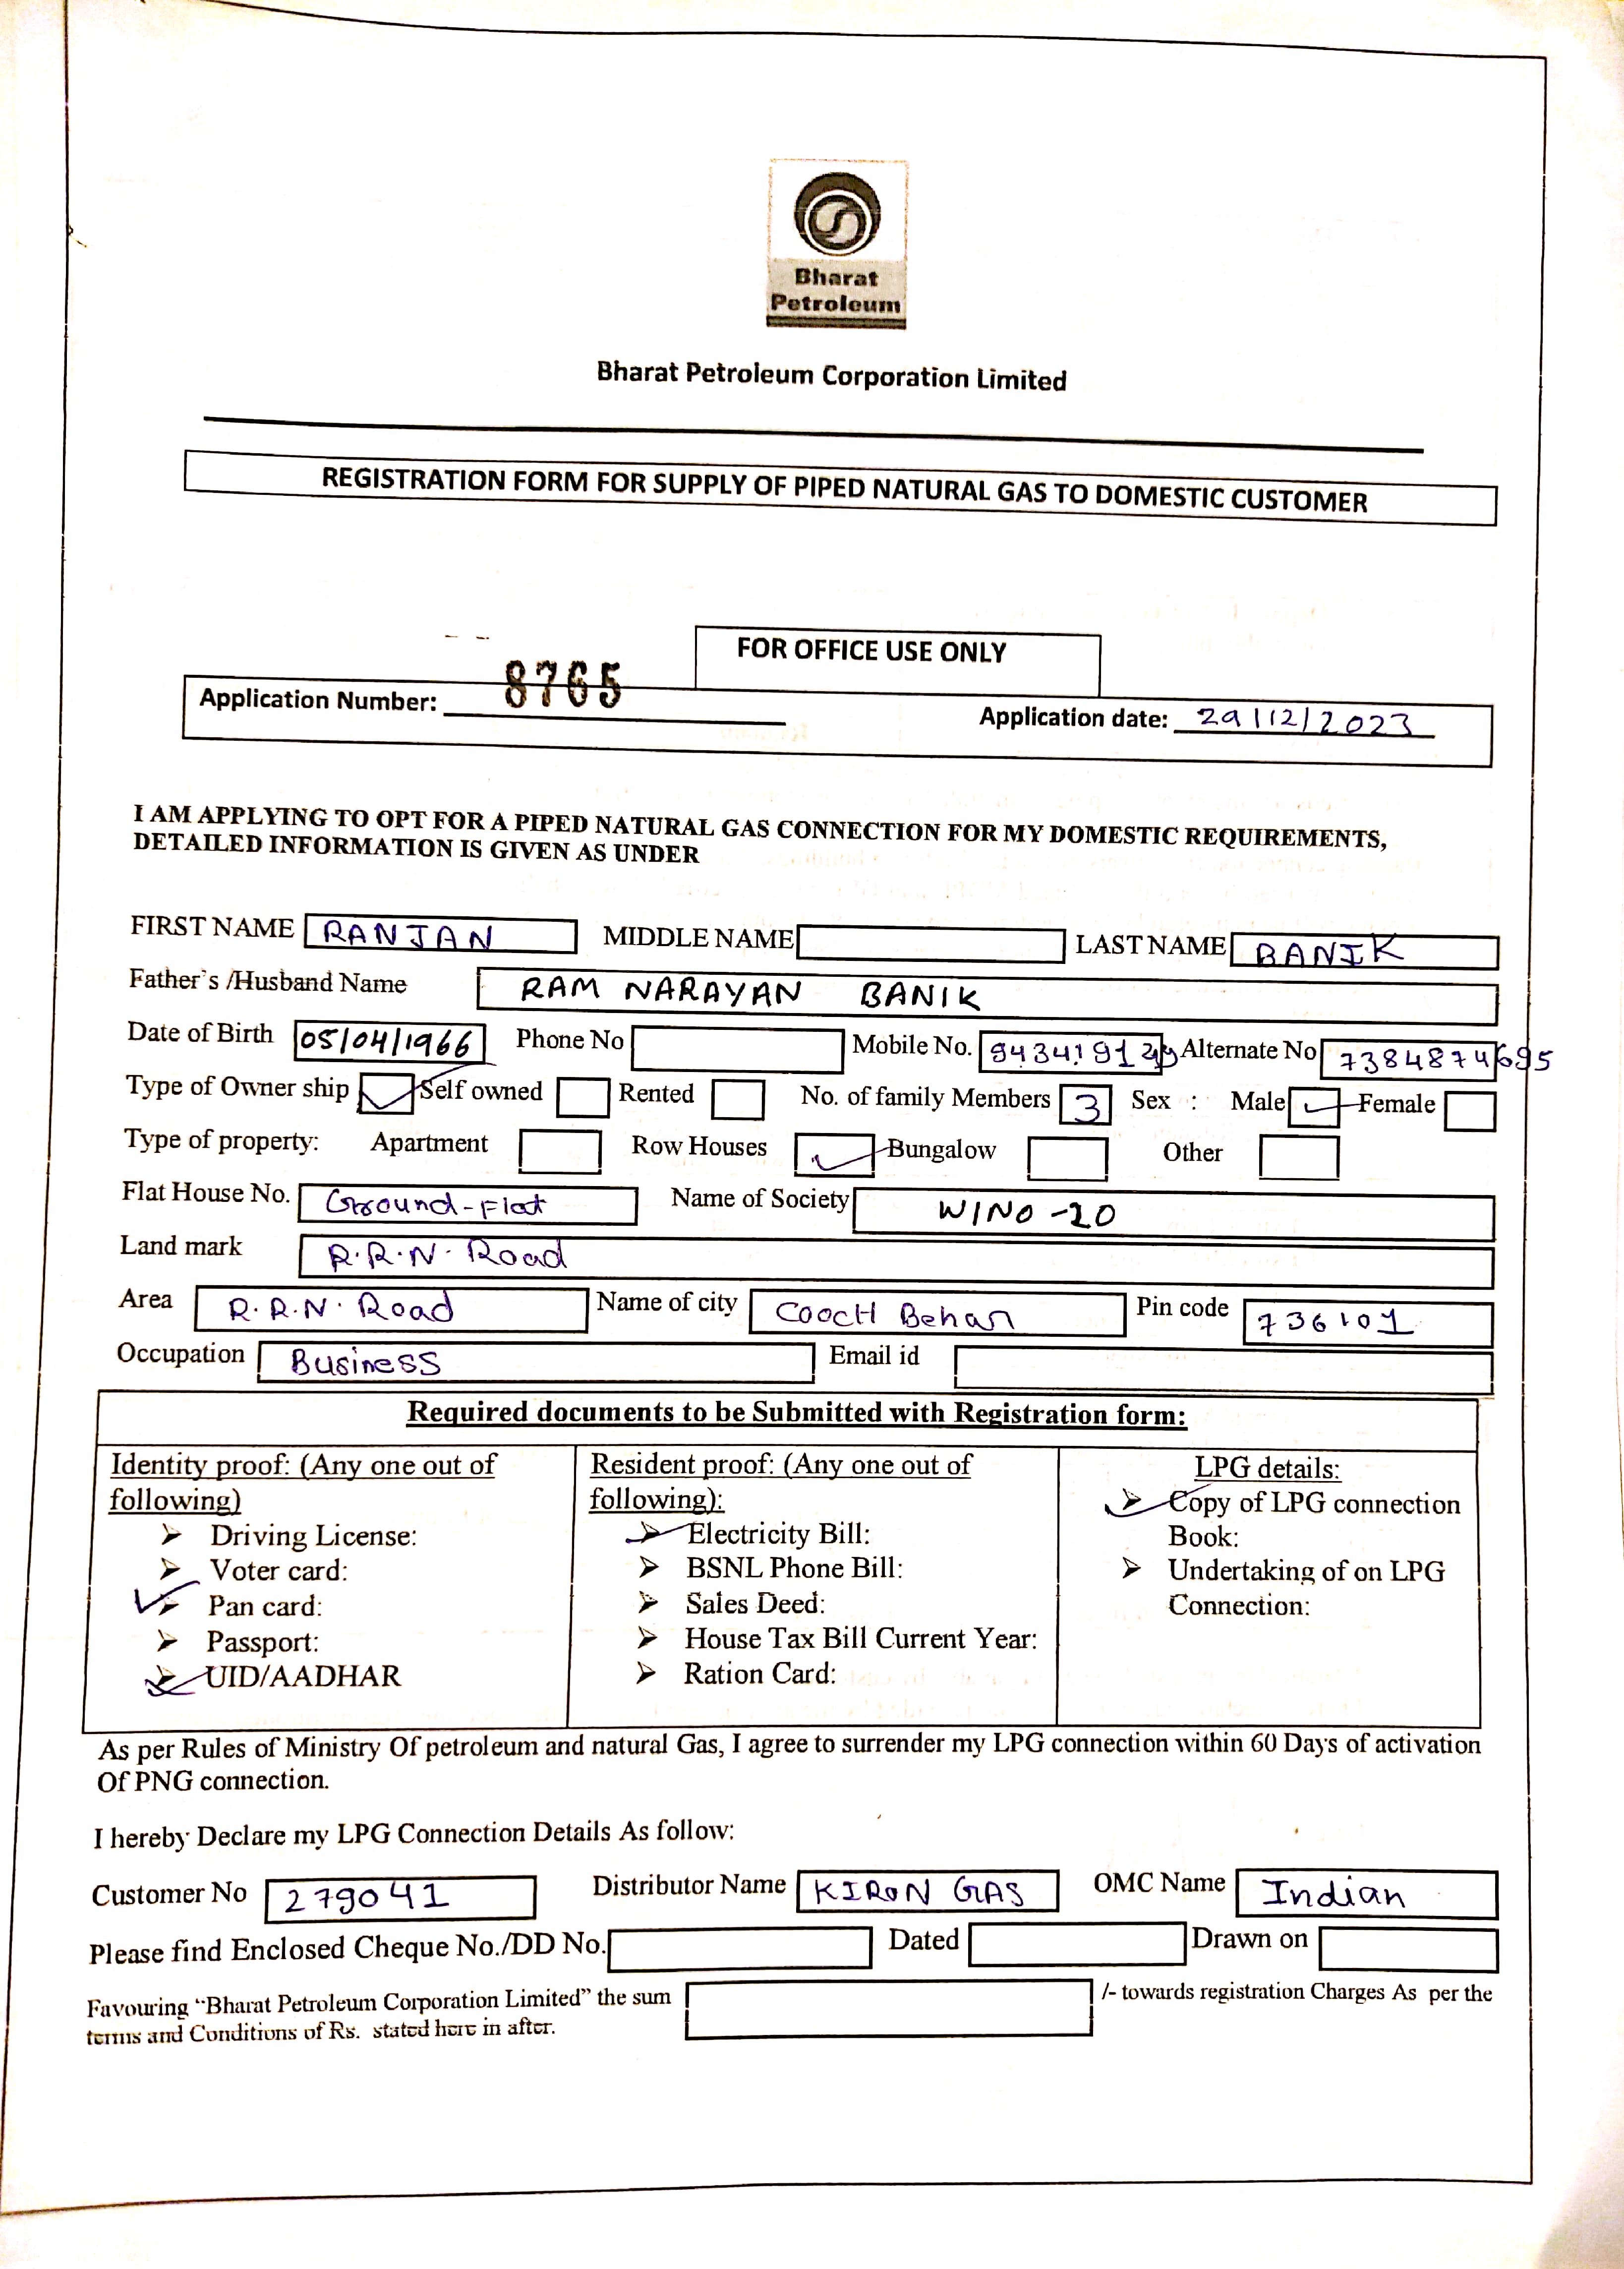 Bharat
Petroleum
Bharat Petroleum Corporation Limited
REGISTRATION FORM FOR SUPPLY OF PIPED NATURAL GAS TO DOMESTIC CUSTOMER
FOR OFFICE USE ONLY
Application Number: 8765 Application date: 29/12/2023
I AM APPLYING TO OPT FOR A PIPED NATURAL GAS CONNECTION FOR MY DOMESTIC REQUIREMENTS,
DETAILED INFORMATION IS GIVEN AS UNDER
FIRST NAME RANJAN MIDDLE NAME LAST NAME BANIK
Father's /Husband Name RAM NARAYAN BANIK
Date of Birth 05/04/1966 Phone No Mobile No. Alternate No 7384874695
Type of Owner ship Self owned Rented No. of family Members 3 Sex : Male Female
Type of property: Apartment Row Houses Bungalow Other
Flat House No. Ground-Flat Name of Society WINO-20
Land mark R.R.N. Road
Area R.R.N. Road Name of city COOCH Behar Pin code 736101
Occupation Business Email id
Required documents to be Submitted with Registration form:
Identity proof: (Any one out of
following)
Driving License:
Voter card:
Pan card:
Passport:
UID/AADHAR
Resident proof: (Any one out of
following):
Electricity Bill:
BSNL Phone Bill:
Sales Deed:
House Tax Bill Current Year:
Ration Card:
LPG details:
Copy of LPG connection
Book:
Undertaking of on LPG
Connection:
As per Rules of Ministry Of petroleum and natural Gas, I agree to surrender my LPG connection within 60 Days of activation
Of PNG connection.
I hereby Declare my LPG Connection Details As follow:
Customer No 279041 Distributor Name KIRON GAS OMC Name Indian
Please find Enclosed Cheque No./DD No. Dated Drawn on
Favouring "Bharat Petroleum Corporation Limited" the sum /- towards registration Charges As per the
terms and Conditions of Rs. stated here in after.